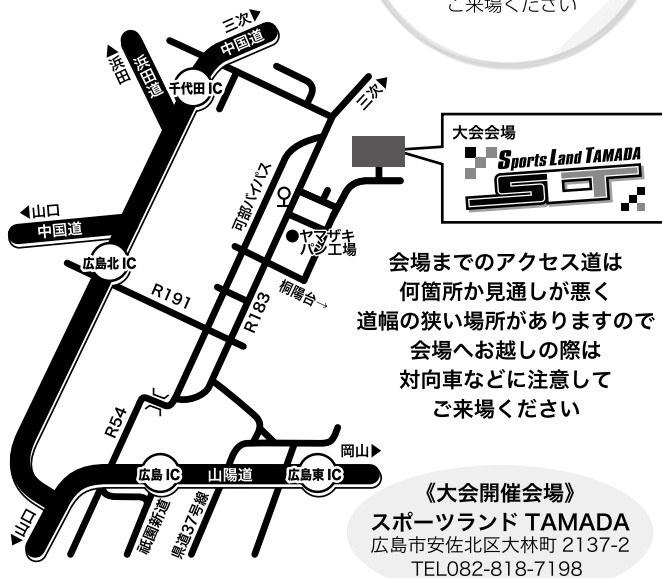 ご来場ください
三次▶
中国道
◀浜田
浜田道
千代田 IC
三次▶
大会会場
Sports Land TAMADA
SLT
可部バイパス
◀山口
中国道
●ヤマザキ
パン工場
広島北 IC
桐陽台→
R191
R183
会場までのアクセス道は
何箇所か見通しが悪く
道幅の狭い場所がありますので
会場へお越しの際は
対向車などに注意して
ご来場ください
R54
岡山▶
広島 IC
山陽道
広島東 IC
◀山口
祇園新道
県道37号線
《大会開催会場》
スポーツランド TAMADA
広島市安佐北区大林町 2137-2
TEL082-818-7198